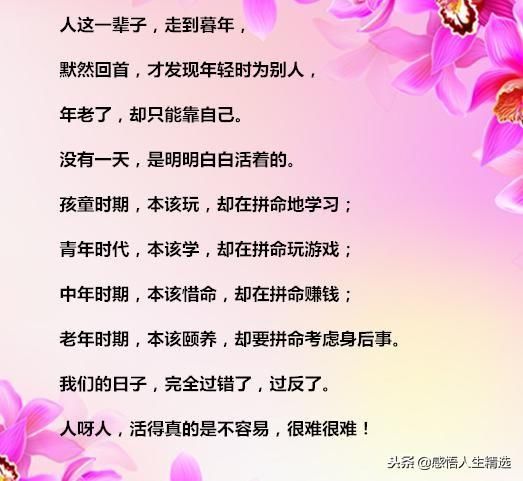 人这一辈子，走到暮年，
默然回首，才发现年轻时为别人，
年老了，却只能靠自己。
没有一天，是明明白白活着的。
孩童时期，本该玩，却在拼命地学习；
青年时代，本该学，却在拼命玩游戏；
中年时期，本该惜命，却在拼命赚钱；
老年时期，本该颐养，却要拼命考虑身后事。
我们的日子，完全过错了，过反了。
人呀人，活得真的是不容易，很难很难！
头条 @感悟人生精选